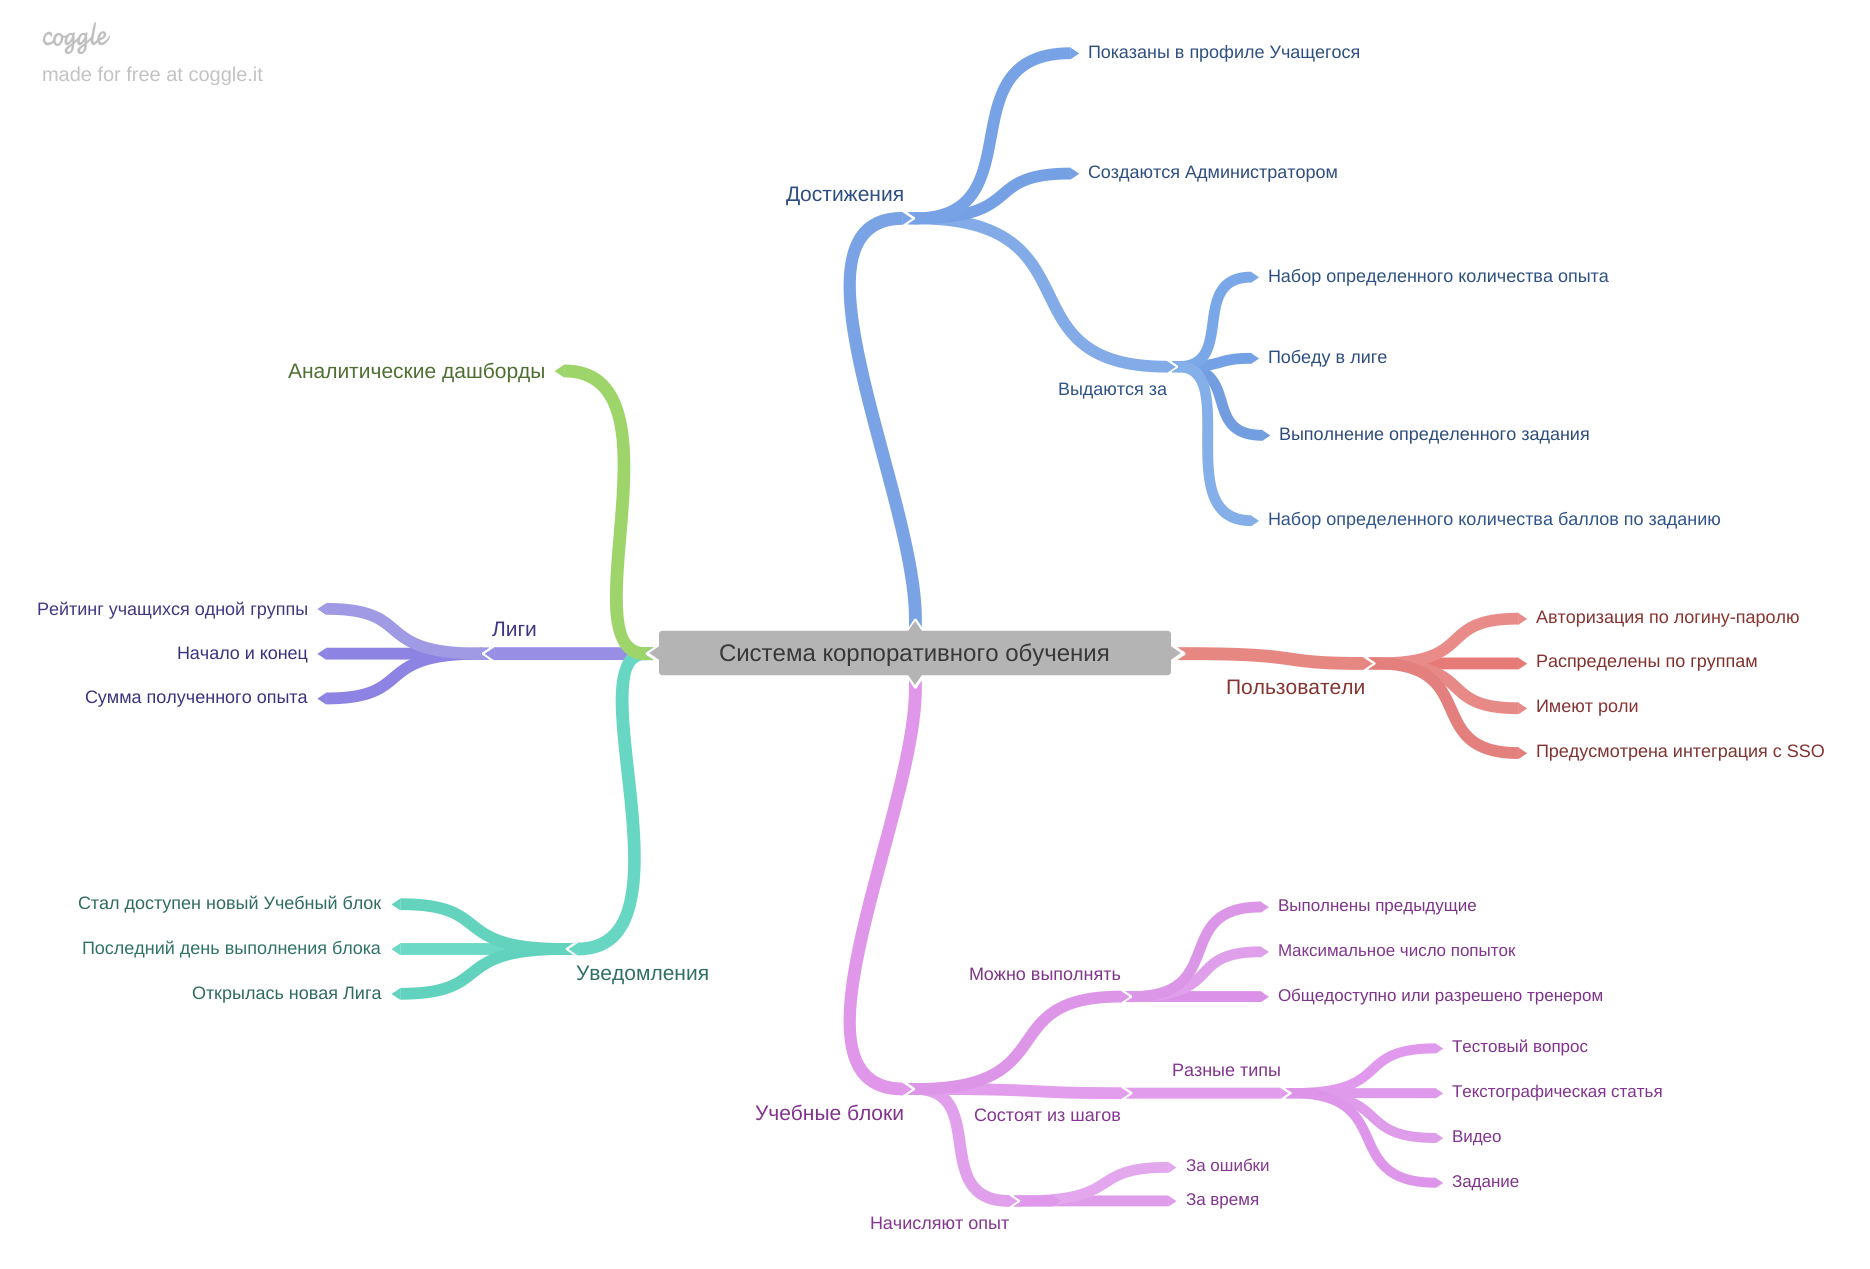 coggle
made for free at coggle.it
Показаны в профиле Учащегося
Создаются Администратором
Достижения
Набор определенного количества опыта
Победу в лиге
Выдаются за
Выполнение определенного задания
Набор определенного количества баллов по заданию
Аналитические дашборды
Рейтинг учащихся одной группы
Лиги
Начало и конец
Сумма полученного опыта
Система корпоративного обучения
Авторизация по логину-паролю
Распределены по группам
Пользователи
Имеют роли
Предусмотрена интеграция с SSO
Стал доступен новый Учебный блок
Последний день выполнения блока
Уведомления
Открылась новая Лига
Выполнены предыдущие
Максимальное число попыток
Можно выполнять
Общедоступно или разрешено тренером
Тестовый вопрос
Разные типы
Текстографическая статья
Учебные блоки
Состоят из шагов
Видео
Задание
За ошибки
За время
Начисляют опыт